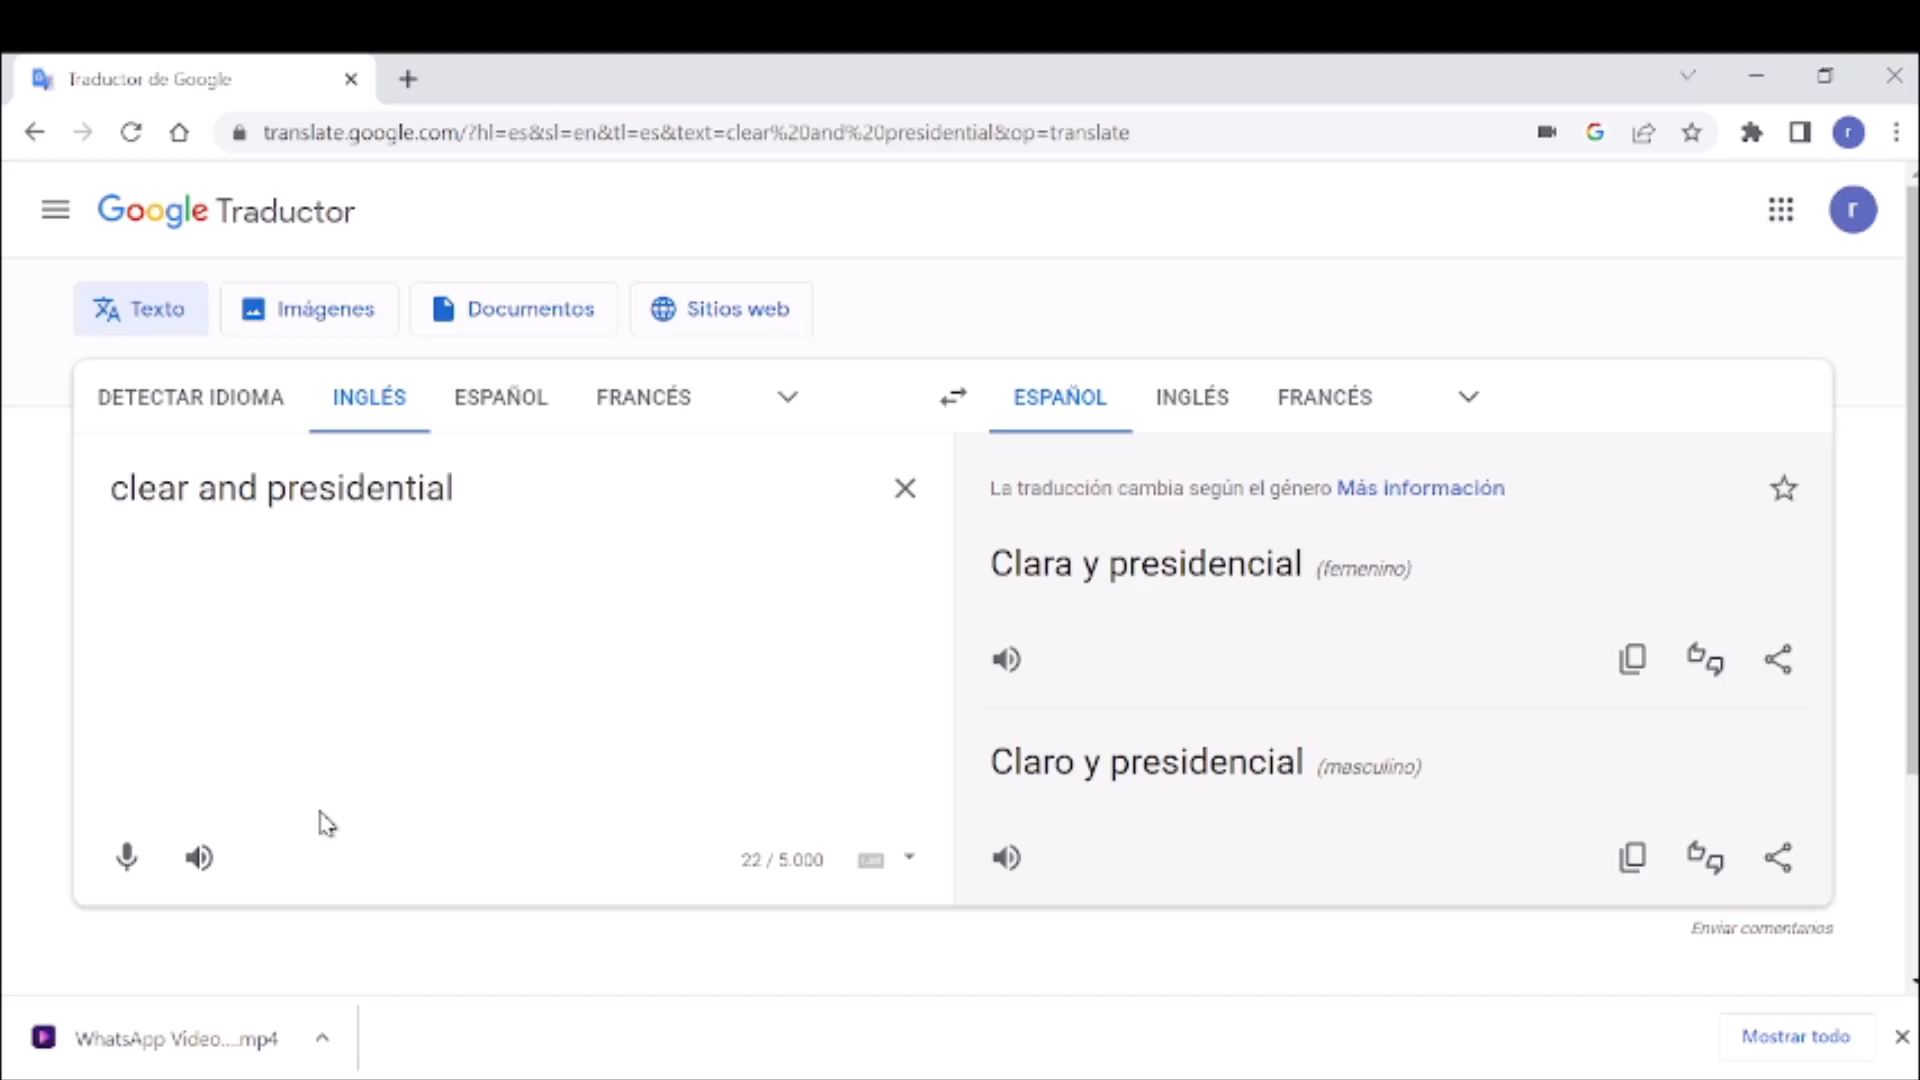 Traductor de Google
translate.google.com/?hl=es&sl=en&tl=es&text=clear%20and%20presidential&op=translate
r
Google Traductor
r
Texto
Imágenes
Documentos
Sitios web
DETECTAR IDIOMA
INGLÉS
ESPAÑOL
FRANCÉS
ESPAÑOL
INGLÉS
FRANCÉS
clear and presidential
La traducción cambia según el género Más información
Clara y presidencial (femenino)
Claro y presidencial (masculino)
22 / 5.000
Enviar comentarios
WhatsApp Video....mp4
Mostrar todo